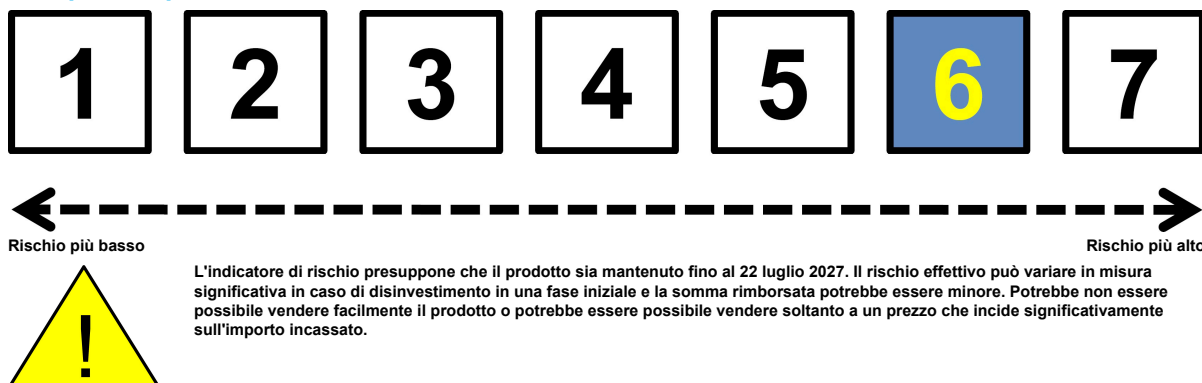 1 2 3 4 5 6 7
Rischio più basso Rischio più alto
L'indicatore di rischio presuppone che il prodotto sia mantenuto fino al 22 luglio 2027. Il rischio effettivo può variare in misura
significativa in caso di disinvestimento in una fase iniziale e la somma rimborsata potrebbe essere minore. Potrebbe non essere
possibile vendere facilmente il prodotto o potrebbe essere possibile vendere soltanto a un prezzo che incide significativamente
sull'importo incassato.
!